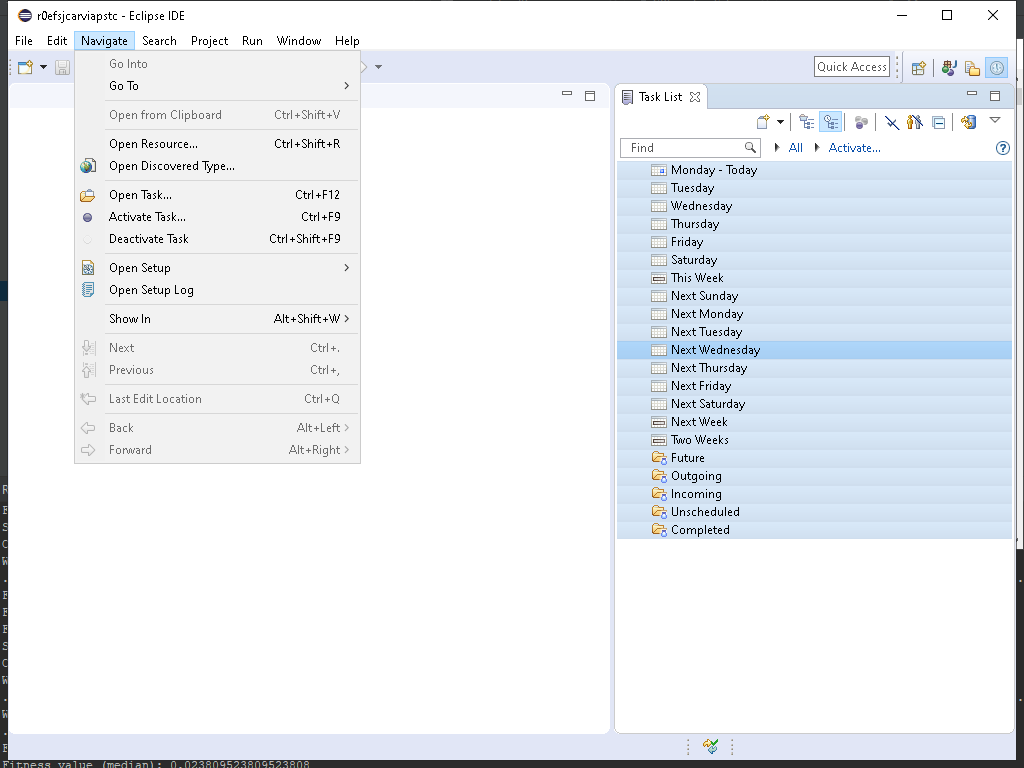 r0efsjcarviapstc - Eclipse IDE
File Edit Navigate Search Project Run Window Help
Quick Access
Go Into
Go To
Open from Clipboard Ctrl+Shift+V
Open Resource... Ctrl+Shift+R
Open Discovered Type...
Open Task... Ctrl+F12
Activate Task... Ctrl+F9
Deactivate Task Ctrl+Shift+F9
Open Setup
Open Setup Log
Show In Alt+Shift+W
Next Ctrl+.
Previous Ctrl+,
Last Edit Location Ctrl+Q
Back Alt+Left
Forward Alt+Right
Task List
Find All Activate...
Monday - Today
Tuesday
Wednesday
Thursday
Friday
Saturday
This Week
Next Sunday
Next Monday
Next Tuesday
Next Wednesday
Next Thursday
Next Friday
Next Saturday
Next Week
Two Weeks
Future
Outgoing
Incoming
Unscheduled
Completed
Fitness value (median): 0.023809523809523808